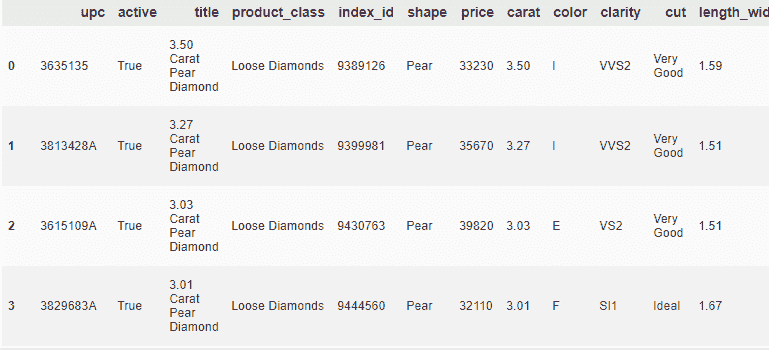 upc active title product_class index_id shape price carat color clarity cut length_wid
0 3635135 True 3.50 Carat Pear Diamond Loose Diamonds 9389126 Pear 33230 3.50 I VVS2 Very Good 1.59
1 3813428A True 3.27 Carat Pear Diamond Loose Diamonds 9399981 Pear 35670 3.27 I VVS2 Very Good 1.51
2 3615109A True 3.03 Carat Pear Diamond Loose Diamonds 9430763 Pear 39820 3.03 E VS2 Very Good 1.51
3 3829683A True 3.01 Carat Pear Diamond Loose Diamonds 9444560 Pear 32110 3.01 F SI1 Ideal 1.67